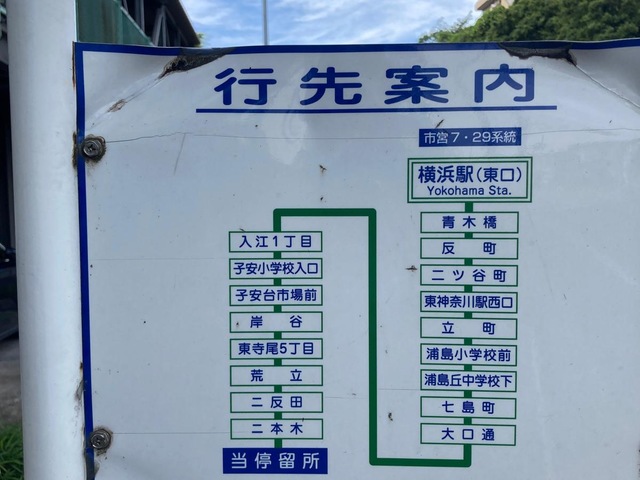 行先案内
市営7・29系統
横浜駅(東口)
Yokohama Sta.
青木橋
反町
二ツ谷町
東神奈川駅西口
立町
浦島小学校前
浦島丘中学校下
七島町
大口通
入江1丁目
子安小学校入口
子安台市場前
岸谷
東寺尾5丁目
荒立
二反田
二本木
当停留所